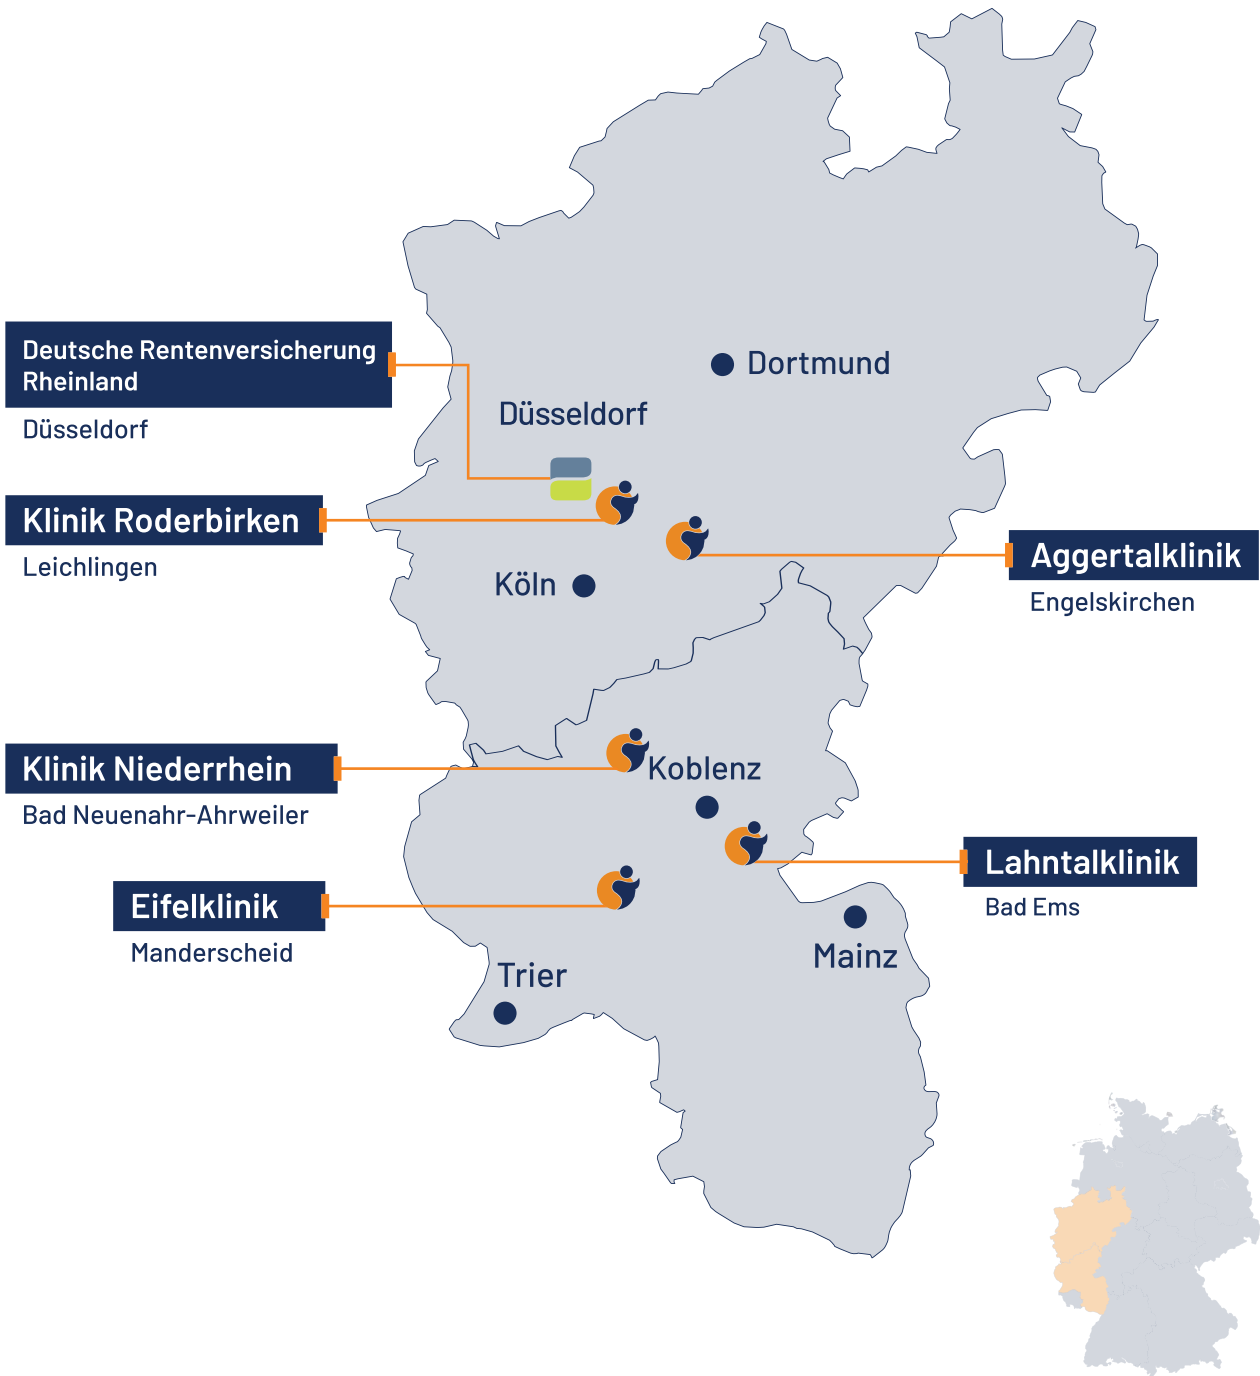 Deutsche Rentenversicherung
Rheinland
Düsseldorf
Dortmund
Düsseldorf
Klinik Roderbirken
Leichlingen
Köln
Aggertalklinik
Engelskirchen
Klinik Niederrhein
Bad Neuenahr-Ahrweiler
Koblenz
Lahntalklinik
Bad Ems
Eifelklinik
Manderscheid
Mainz
Trier